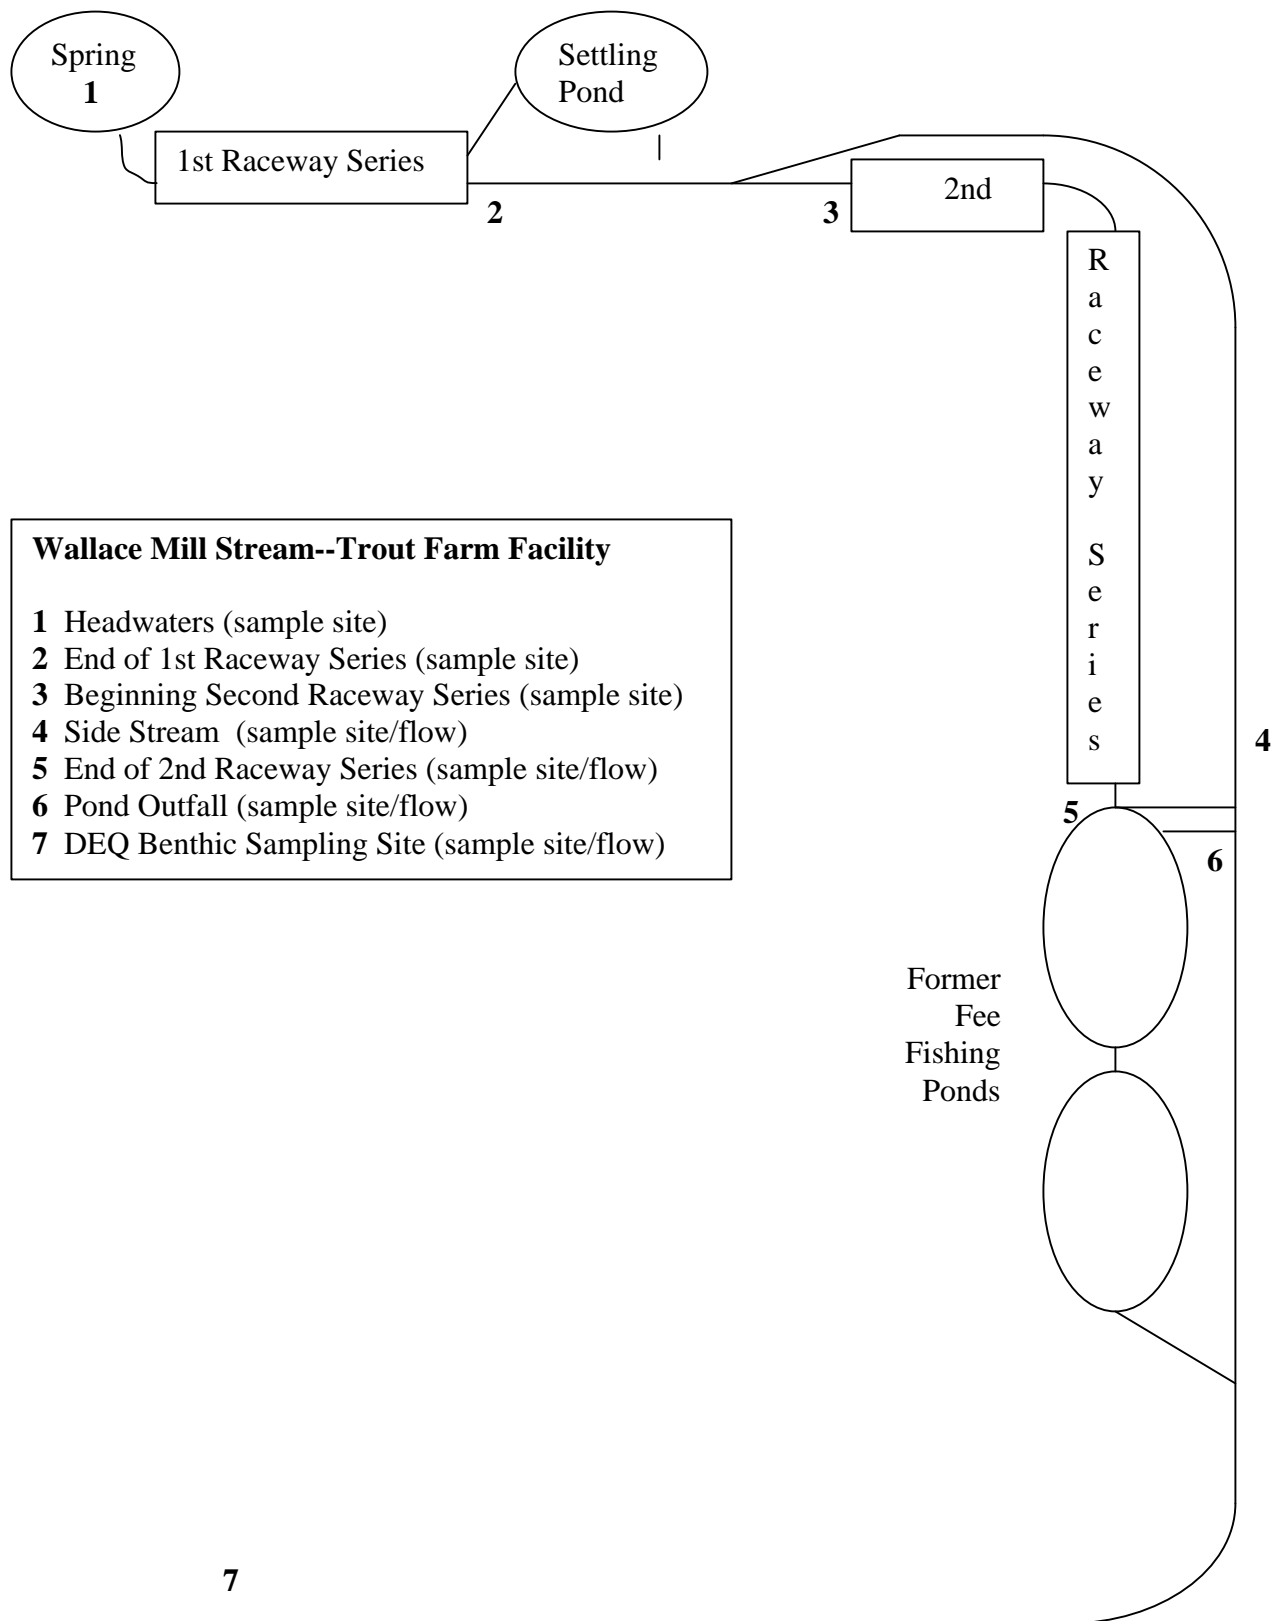 Spring
1
Settling
Pond
1st Raceway Series
2
3
2nd
R
a
c
e
w
a
y
S
e
r
i
e
s
Wallace Mill Stream--Trout Farm Facility
1 Headwaters (sample site)
2 End of 1st Raceway Series (sample site)
3 Beginning Second Raceway Series (sample site)
4 Side Stream (sample site/flow)
5 End of 2nd Raceway Series (sample site/flow)
6 Pond Outfall (sample site/flow)
7 DEQ Benthic Sampling Site (sample site/flow)
4
5
6
Former
Fee
Fishing
Ponds
7